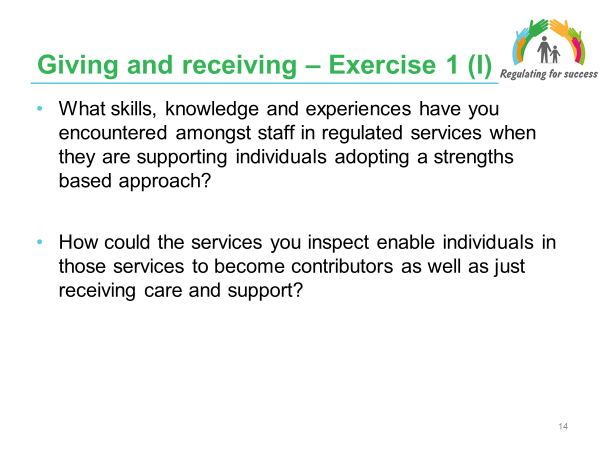 Giving and receiving – Exercise 1 (I)
Regulating for success
• What skills, knowledge and experiences have you
encountered amongst staff in regulated services when
they are supporting individuals adopting a strengths
based approach?
• How could the services you inspect enable individuals in
those services to become contributors as well as just
receiving care and support?
14